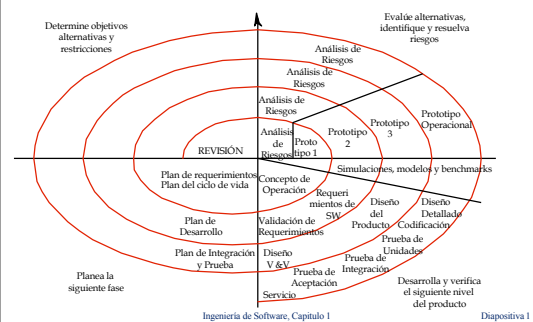 Determine objetivos
alternativas y
restricciones
Evalúe alternativas,
identifique y resuelva
riesgos
Análisis de
Riesgos
Análisis de
Riesgos
Análisis de
Riesgos
Análisis
de
Riesgos
Proto
tipo 1
Prototipo
2
Prototipo
3
Prototipo
Operacional
REVISIÓN
Simulaciones, modelos y benchmarks
Plan de requerimientos
Plan del ciclo de vida
Concepto de
Operación
Requeri
mientos de
SW
Diseño
del
Producto
Diseño
Detallado
Codificación
Plan de
Desarrollo
Validación de
Requerimientos
Prueba de
Unidades
Plan de Integración
y Prueba
Diseño
V &V
Prueba de
Integración
Prueba de
Aceptación
Servicio
Planea la
siguiente fase
Desarrolla y verifica
el siguiente nivel
del producto
Ingeniería de Software, Capitulo 1
Diapositiva 1